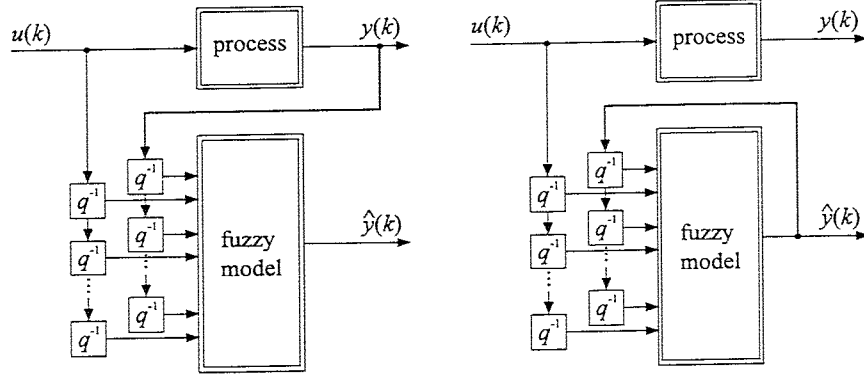 u(k)
process
y(k)
q⁻¹
q⁻¹
q⁻¹
q⁻¹
q⁻¹
q⁻¹
fuzzy
model
ŷ(k)
u(k)
process
y(k)
q⁻¹
q⁻¹
q⁻¹
q⁻¹
q⁻¹
q⁻¹
fuzzy
model
ŷ(k)